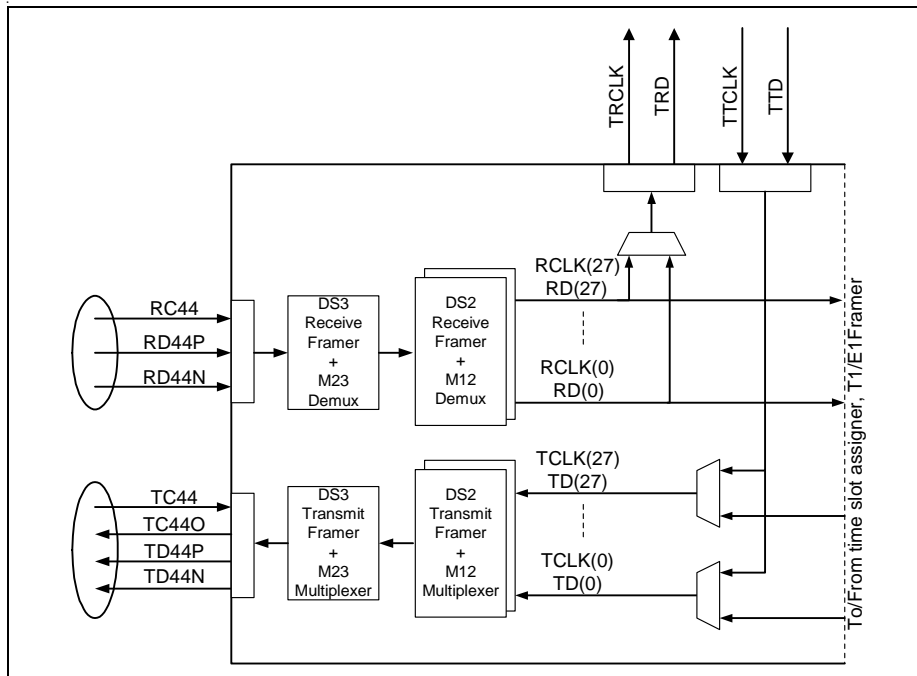 TRCLK
TRD
TTCLK
TTD
RC44
RD44P
RD44N
DS3
Receive
Framer
+
M23
Demux
DS2
Receive
Framer
+
M12
Demux
RCLK(27)
RD(27)
RCLK(0)
RD(0)
TC44
TC44O
TD44P
TD44N
DS3
Transmit
Framer
+
M23
Multiplexer
DS2
Transmit
Framer
+
M12
Multiplexer
TCLK(27)
TD(27)
TCLK(0)
TD(0)
To/From time slot assigner, T1/E1Framer